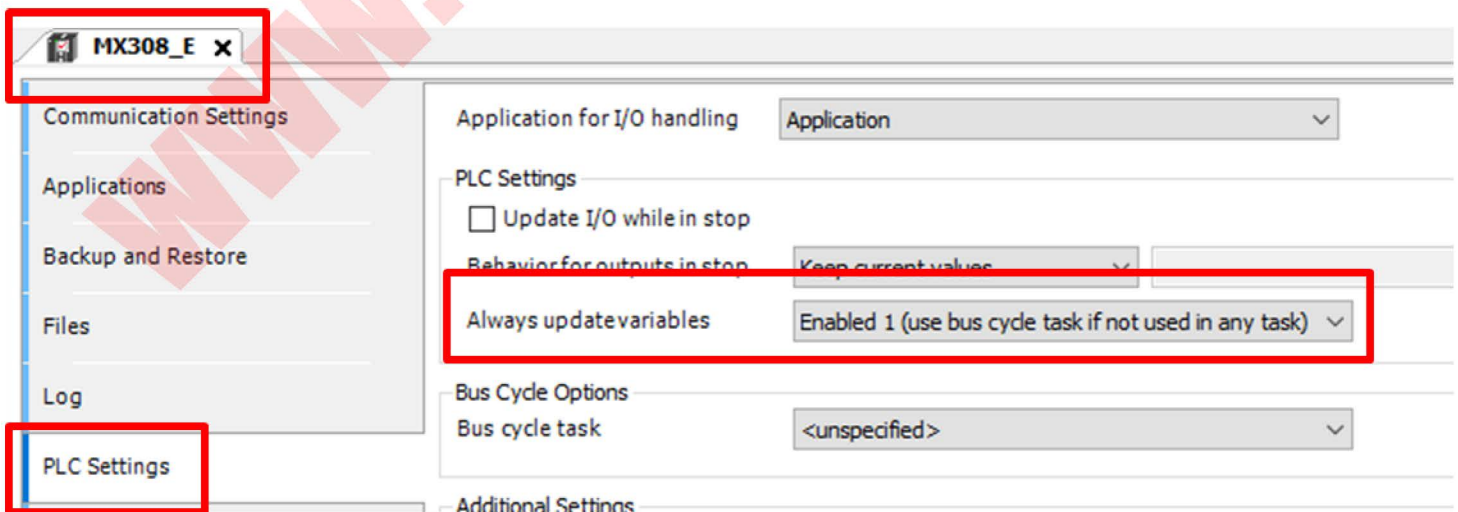 www.
MX308_E x
Communication Settings
Applications
Backup and Restore
Files
Log
PLC Settings
Application for I/O handling Application
PLC Settings
Update I/O while in stop
Behavior for outputs in stop Keep current values
Always update variables Enabled 1 (use bus cycle task if not used in any task)
Bus Cycle Options
Bus cycle task <unspecified>
Additional Settings